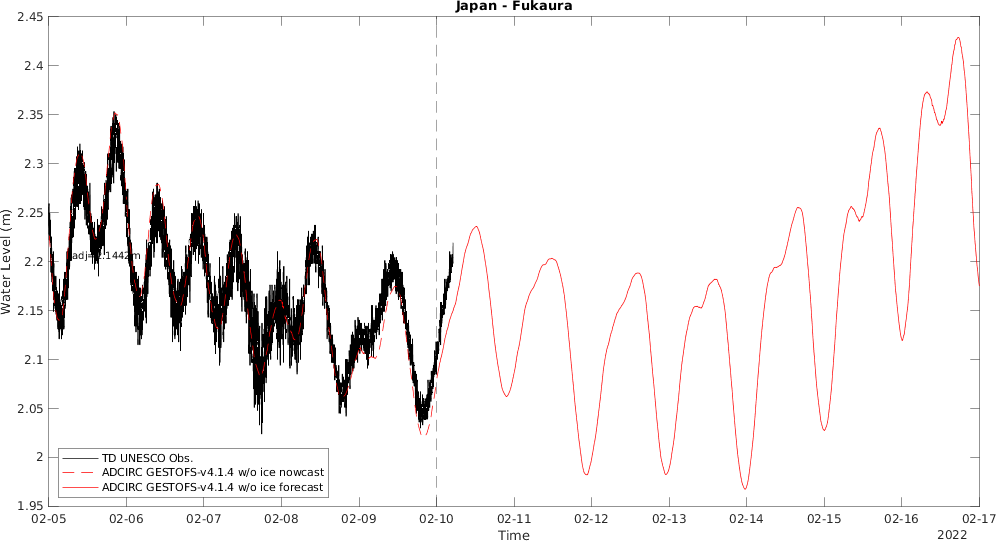 Japan - Fukaura
2.45
2.4
2.35
2.3
2.25
2.2
2.15
2.1
2.05
2
1.95
Water Level (m)
TD UNESCO Obs.
ADCIRC GESTOFS-v4.1.4 w/o ice nowcast
ADCIRC GESTOFS-v4.1.4 w/o ice forecast
02-05 02-06 02-07 02-08 02-09 02-10 02-11 02-12 02-13 02-14 02-15 02-16 02-17
Time
2022